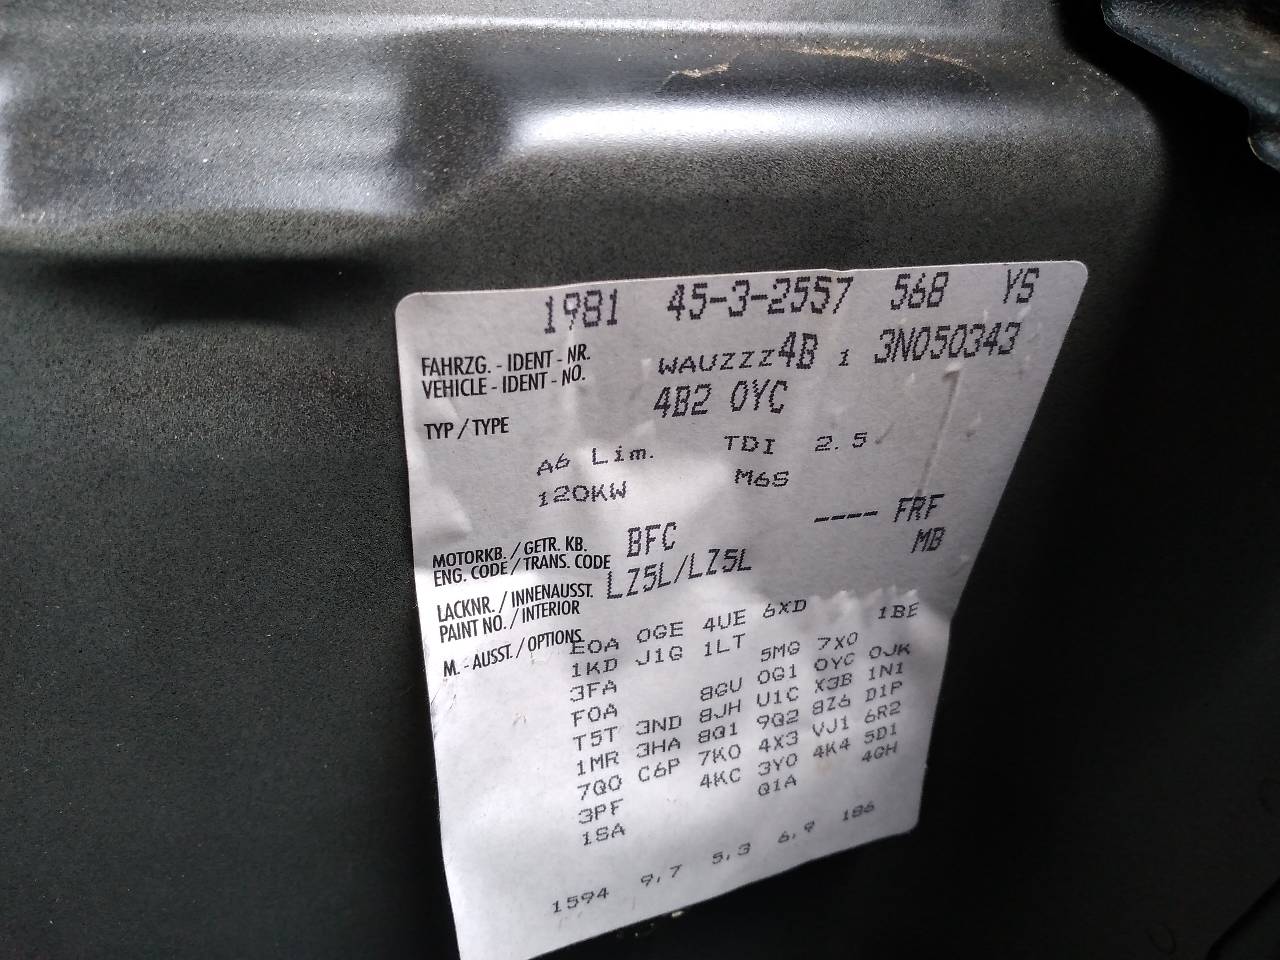 1981 45-3-2557 568 YS
FAHRZG. - IDENT - NR.
VEHICLE - IDENT - NO. WAUZZZ4B 1 3N050343
TYP / TYPE 4B2 0YC
A6 Lim. TDI 2.5
120KW M6S
MOTORKB. / GETR. KB.
ENG. CODE / TRANS. CODE BFC ---- FRF
LACKNR. / INNENAUSST.
PAINT NO. / INTERIOR LZ5L/LZ5L MB
M. - AUSST. / OPTIONS
E0A 0GE 4UE 6XD 1BE
1KD J1G 1LT
3FA 5MG 7X0 0JK
F0A 8GU 0G1 0YC 1N1
T5T 3ND 8JH U1C X3B D1P
1MR 3HA 8Q1 9Q2 8Z6 6R2
7Q0 C6P 7K0 4X3 VJ1 5D1
3PF 4KC 3Y0 4K4 4GH
1SA Q1A
1594 9,7 5,3 6,9 186